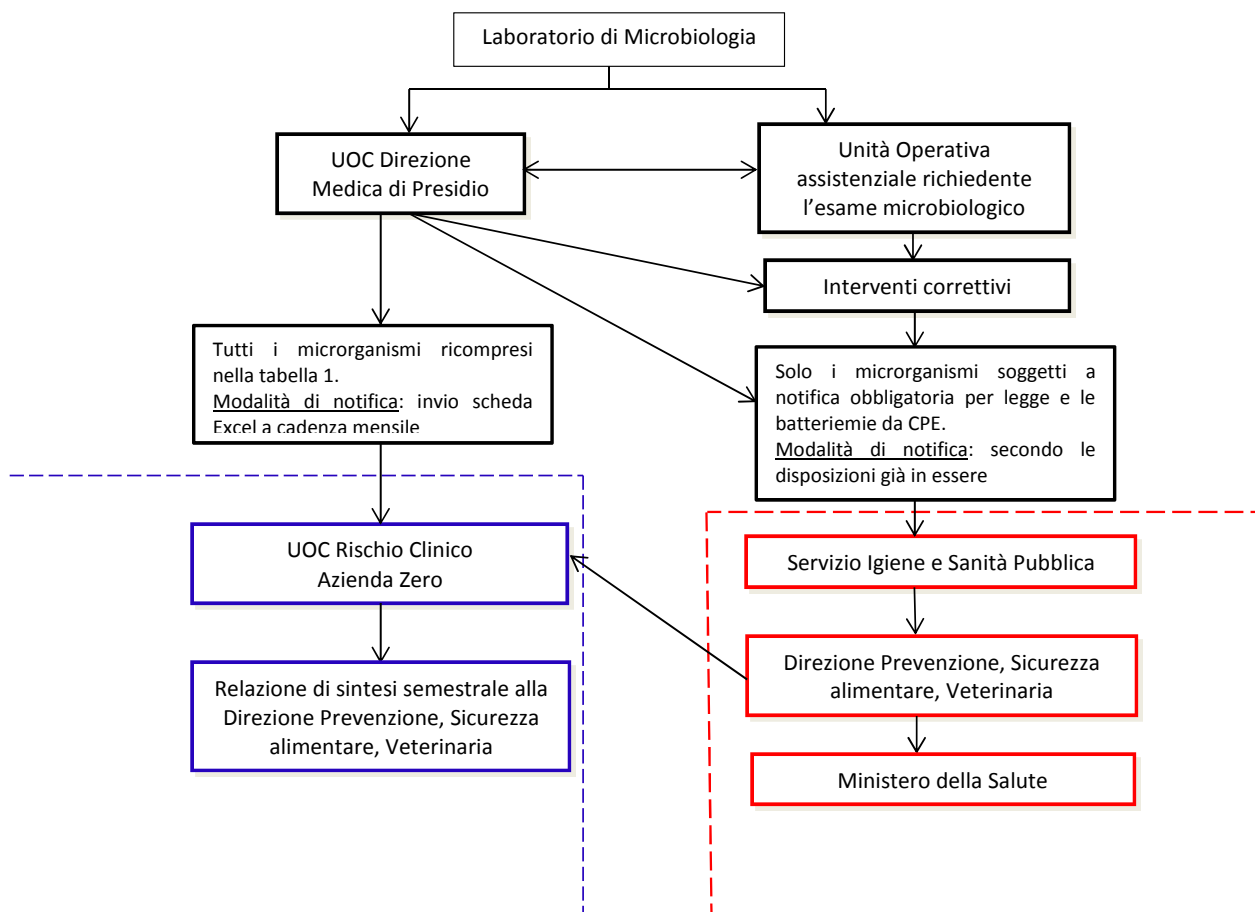 Laboratorio di Microbiologia
UOC Direzione
Medica di Presidio
Unità Operativa
assistenziale richiedente
l'esame microbiologico
Interventi correttivi
Tutti i microrganismi ricompresi
nella tabella 1.
Modalità di notifica: invio scheda
Excel a cadenza mensile
Solo i microrganismi soggetti a
notifica obbligatoria per legge e le
batteriemie da CPE.
Modalità di notifica: secondo le
disposizioni già in essere
UOC Rischio Clinico
Azienda Zero
Servizio Igiene e Sanità Pubblica
Relazione di sintesi semestrale alla
Direzione Prevenzione, Sicurezza
alimentare, Veterinaria
Direzione Prevenzione, Sicurezza
alimentare, Veterinaria
Ministero della Salute